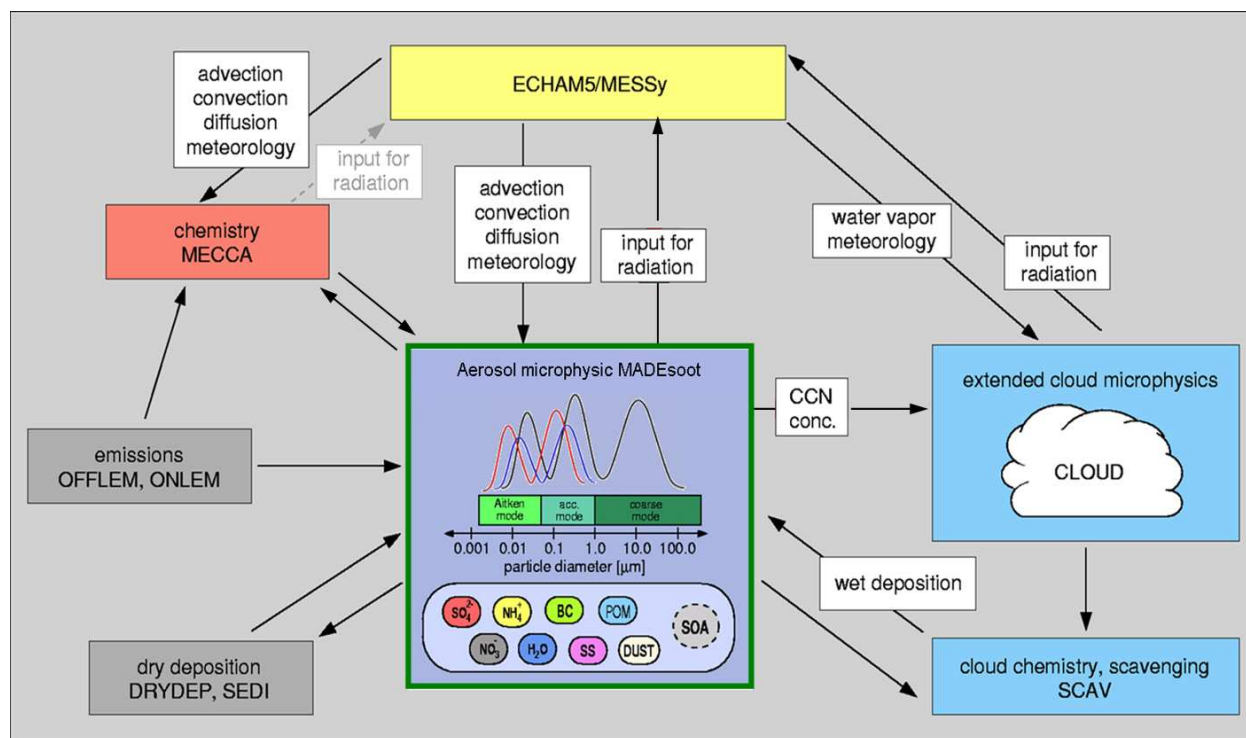 ECHAM5/MESSy
advection
convection
diffusion
meteorology
input for
radiation
chemistry
MECCA
advection
convection
diffusion
meteorology
input for
radiation
water vapor
meteorology
input for
radiation
Aerosol microphysic MADEsoot
CCN
conc.
extended cloud microphysics
CLOUD
emissions
OFFLEM, ONLEM
Aitken
mode
acc.
mode
coarse
mode
0.001 0.01 0.1 1.0 10.0 100.0
particle diameter [μm]
wet deposition
SO₄²⁻ NH₄⁺ BC POM SOA
NO₃⁻ H₂O SS DUST
dry deposition
DRYDEP, SEDI
cloud chemistry, scavenging
SCAV